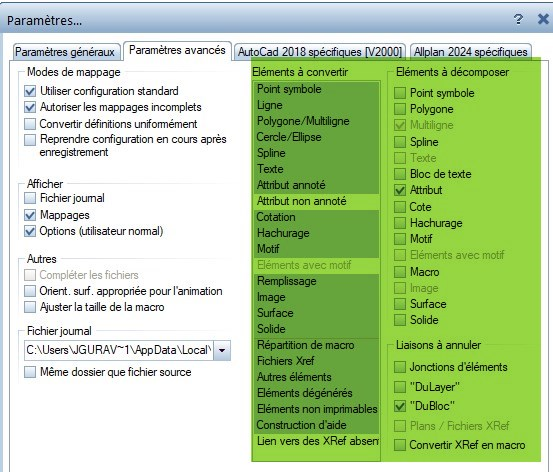 Paramètres...
? x
Paramètres généraux
Paramètres avancés
AutoCad 2018 spécifiques [V2000]
Allplan 2024 spécifiques
Modes de mappage
Utiliser configuration standard
Autoriser les mappages incomplets
Convertir définitions uniformément
Reprendre configuration en cours après
enregistrement
Afficher
Fichier journal
Mappages
Options (utilisateur normal)
Autres
Compléter les fichiers
Orient. surf. appropriée pour l'animation
Ajuster la taille de la macro
Fichier journal
C:\Users\JGURAV~1\AppData\Local\
Même dossier que fichier source
Eléments à convertir
Point symbole
Ligne
Polygone/Multiligne
Cercle/Ellipse
Spline
Texte
Attribut annoté
Attribut non annoté
Cotation
Hachurage
Motif
Eléments avec motif
Remplissage
Image
Surface
Solide
Répartition de macro
Fichiers Xref
Autres éléments
Eléments dégénérés
Eléments non imprimables
Construction d'aide
Lien vers des XRef absen
Eléments à décomposer
Point symbole
Polygone
Multiligne
Spline
Texte
Bloc de texte
Attribut
Cote
Hachurage
Motif
Eléments avec motif
Macro
Image
Surface
Solide
Liaisons à annuler
Jonctions d'éléments
"DuLayer"
"DuBloc"
Plans / Fichiers XRef
Convertir XRef en macro